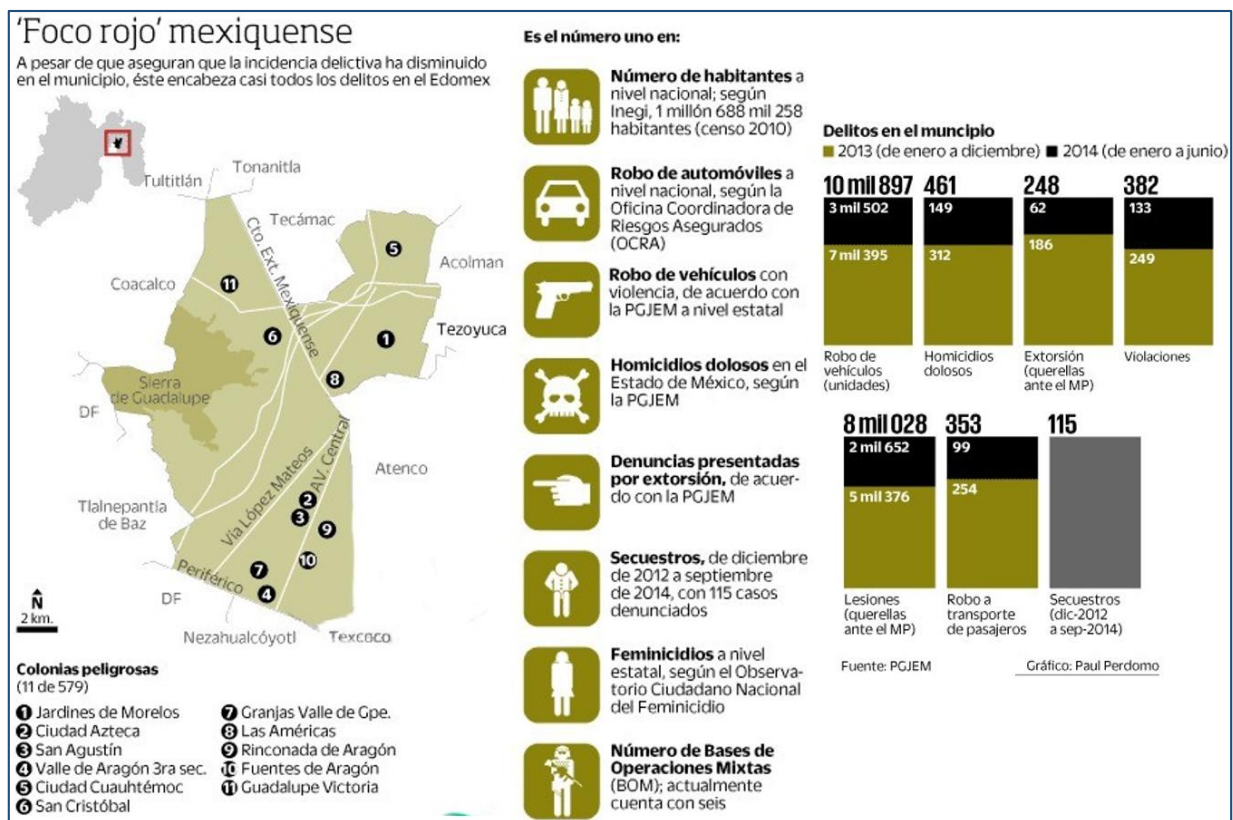 'Foco rojo' mexiquense
A pesar de que aseguran que la incidencia delictiva ha disminuido
en el municipio, éste encabeza casi todos los delitos en el Edomex
Tonanitla
Tultitlán
Tecámac
Cto. Ext. Mexiquense
5
Acolman
Coacalco
11
6
1
Tezoyuca
8
Sierra
de Guadalupe
DF
Vía López Mateos
AV. Central
Atenco
2
3
9
10
Tlalnepantla
de Baz
7
4
Periférico
DF
N
2 km.
Nezahualcóyotl
Texcoco
Colonias peligrosas
(11 de 579)
1 Jardines de Morelos
2 Ciudad Azteca
3 San Agustín
4 Valle de Aragón 3ra sec.
5 Ciudad Cuauhtémoc
6 San Cristóbal
7 Granjas Valle de Gpe.
8 Las Américas
9 Rinconada de Aragón
10 Fuentes de Aragón
11 Guadalupe Victoria
Es el número uno en:
Número de habitantes a
nivel nacional; según
Inegi, 1 millón 688 mil 258
habitantes (censo 2010)
Robo de automóviles a
nivel nacional, según la
Oficina Coordinadora de
Riesgos Asegurados
(OCRA)
Robo de vehículos con
violencia, de acuerdo con
la PGJEM a nivel estatal
Homicidios dolosos en el
Estado de México, según
la PGJEM
Denuncias presentadas
por extorsión, de acuer-
do con la PGJEM
Secuestros, de diciembre
de 2012 a septiembre
de 2014, con 115 casos
denunciados
Feminicidios a nivel
estatal, según el Observa-
torio Ciudadano Nacional
del Feminicidio
Número de Bases de
Operaciones Mixtas
(BOM); actualmente
cuenta con seis
Delitos en el muncipio
2013 (de enero a diciembre) 2014 (de enero a junio)
10 mil 897
3 mil 502
7 mil 395
Robo de
vehículos
(unidades)
461
149
312
Homicidios
dolosos
248
62
186
Extorsión
(querellas
ante el MP)
382
133
249
Violaciones
8 mil 028
2 mil 652
5 mil 376
Lesiones
(querellas
ante el MP)
353
99
254
Robo a
transporte
de pasajeros
115
Secuestros
(dic-2012
a sep-2014)
Fuente: PGJEM
Gráfico: Paul Perdomo